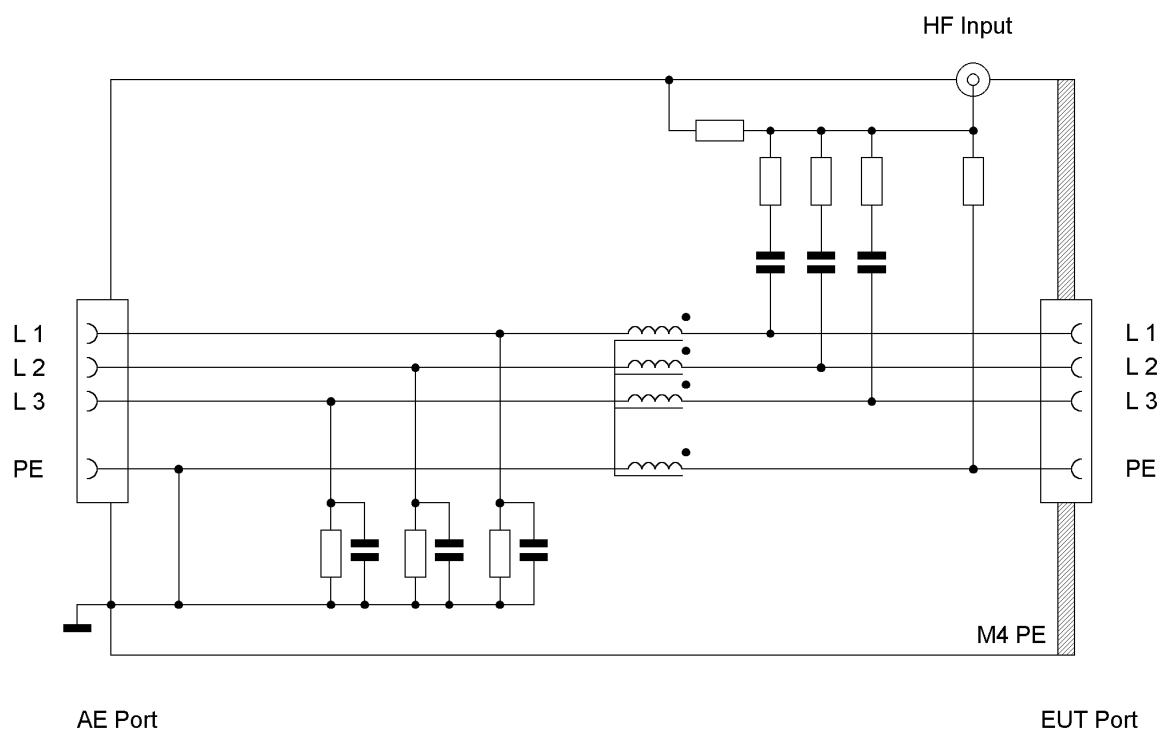 HF Input
L 1 L 1
L 2 L 2
L 3 L 3
PE PE
M4 PE
AE Port EUT Port